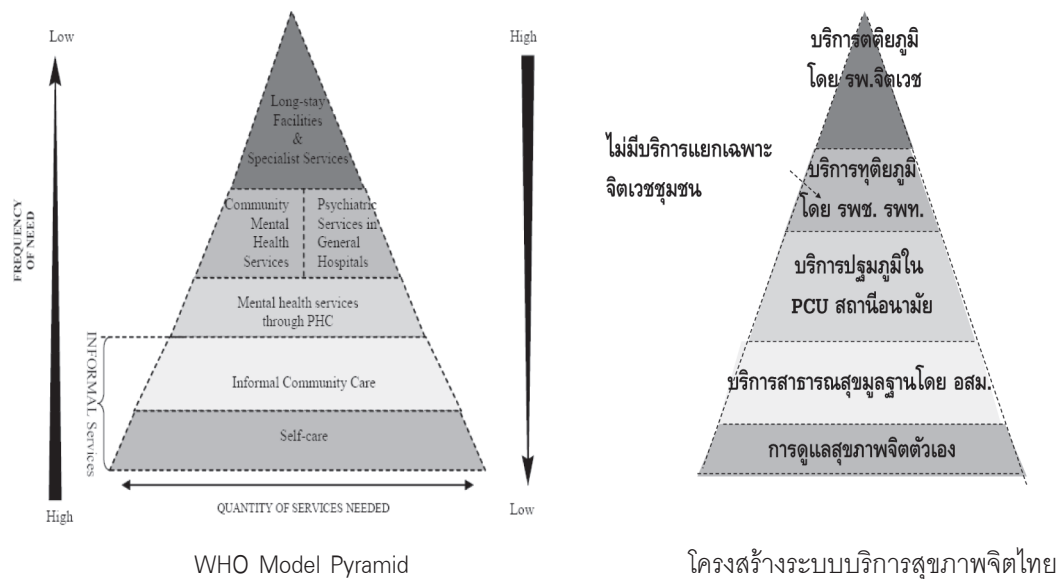 Low
High
FREQUENCY
OF NEED
Long-stay
Facilities
&
Specialist Services
Community
Mental
Health
Services
Psychiatric
Services in
General
Hospitals
Mental health services
through PHC
INFORMAL Services
Informal Community Care
Self-care
QUANTITY OF SERVICES NEEDED
High
Low
WHO Model Pyramid
บริการตติยภูมิ
โดย รพ.จิตเวช
ไม่มีบริการแยกเฉพาะ
จิตเวชชุมชน
บริการทุติยภูมิ
โดย รพช. รพท.
บริการปฐมภูมิใน
PCU สถานีอนามัย
บริการสาธารณสุขมูลฐานโดย อสม.
การดูแลสุขภาพจิตตัวเอง
โครงสร้างระบบบริการสุขภาพจิตไทย